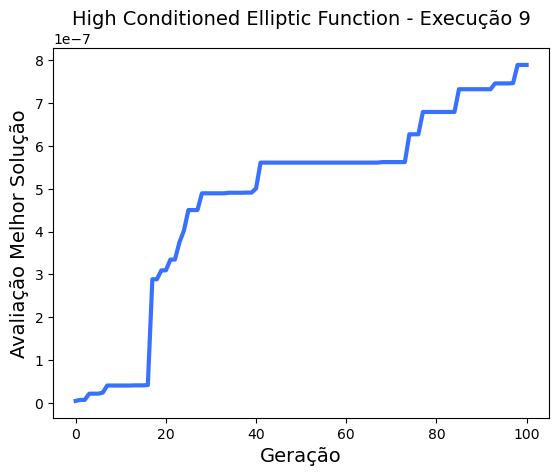 High Conditioned Elliptic Function - Execução 9
1e−7
8
7
6
5
4
3
2
1
0
Avaliação Melhor Solução
0 20 40 60 80 100
Geração